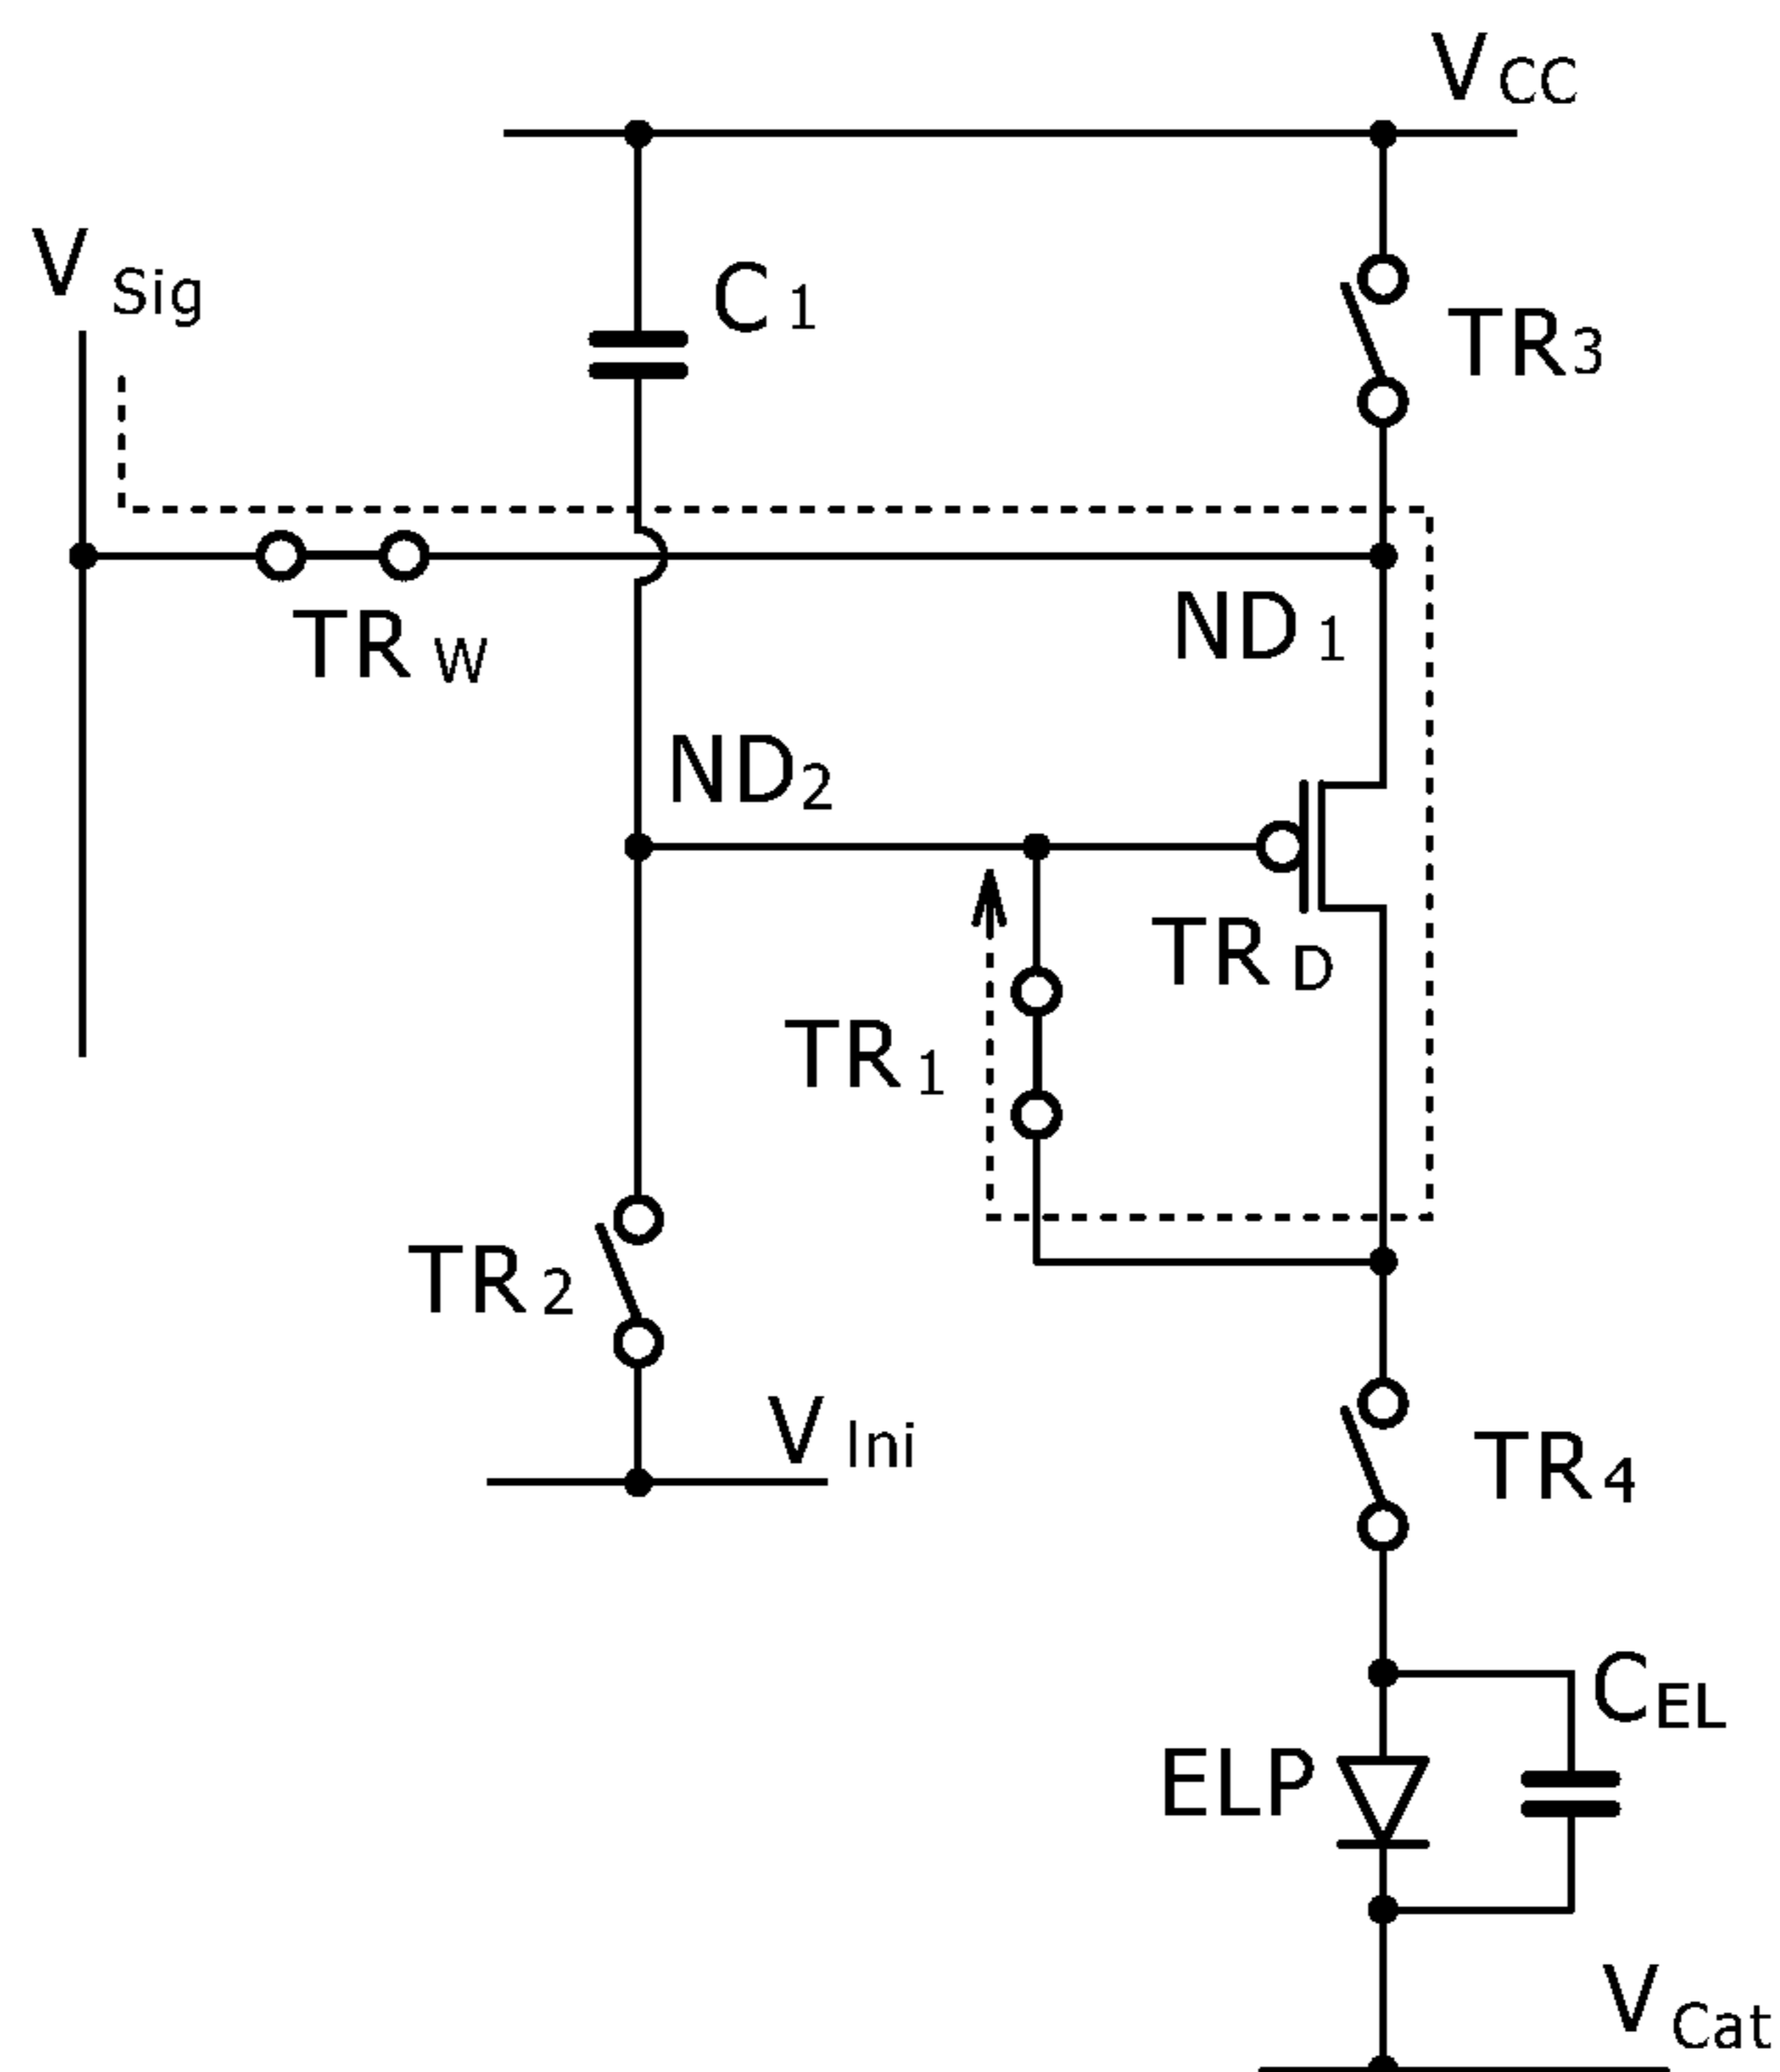 VCC
VSig
C1
TR3
TRW
ND1
ND2
TRD
TR1
TR2
VIni
TR4
CEL
ELP
VCat